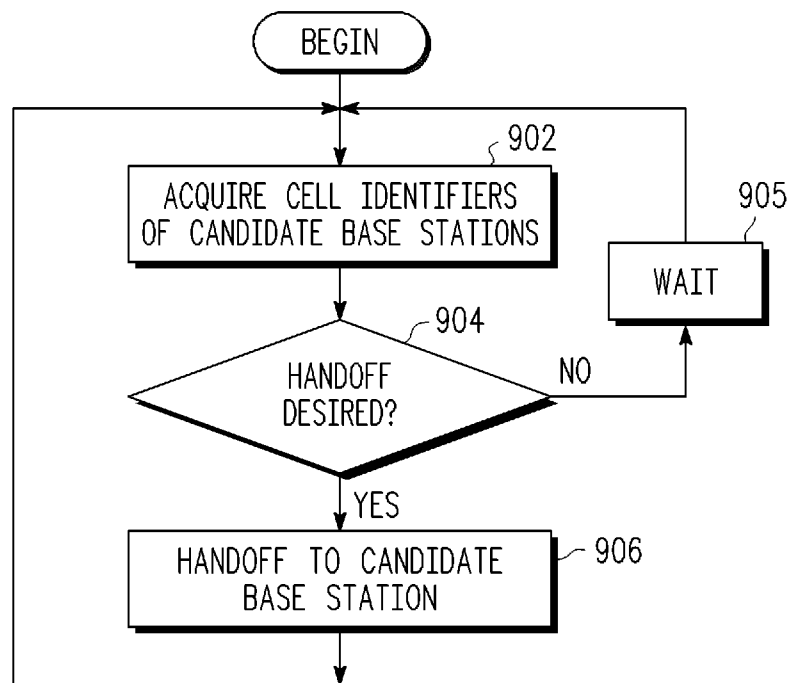 BEGIN
902
ACQUIRE CELL IDENTIFIERS
OF CANDIDATE BASE STATIONS
905
WAIT
904
HANDOFF
DESIRED?
NO
YES
906
HANDOFF TO CANDIDATE
BASE STATION